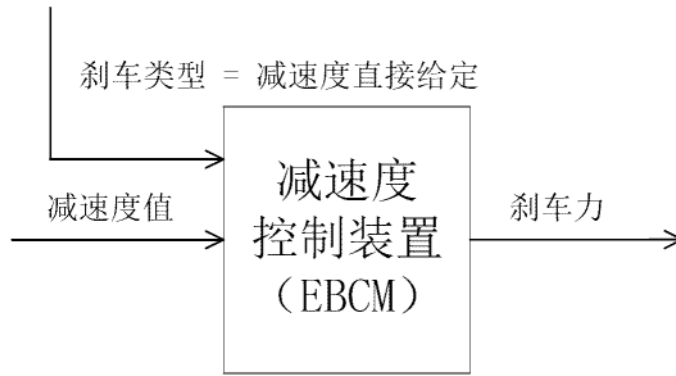 刹车类型 = 减速度直接给定
减速度值
减速度
控制装置
（EBCM）
刹车力